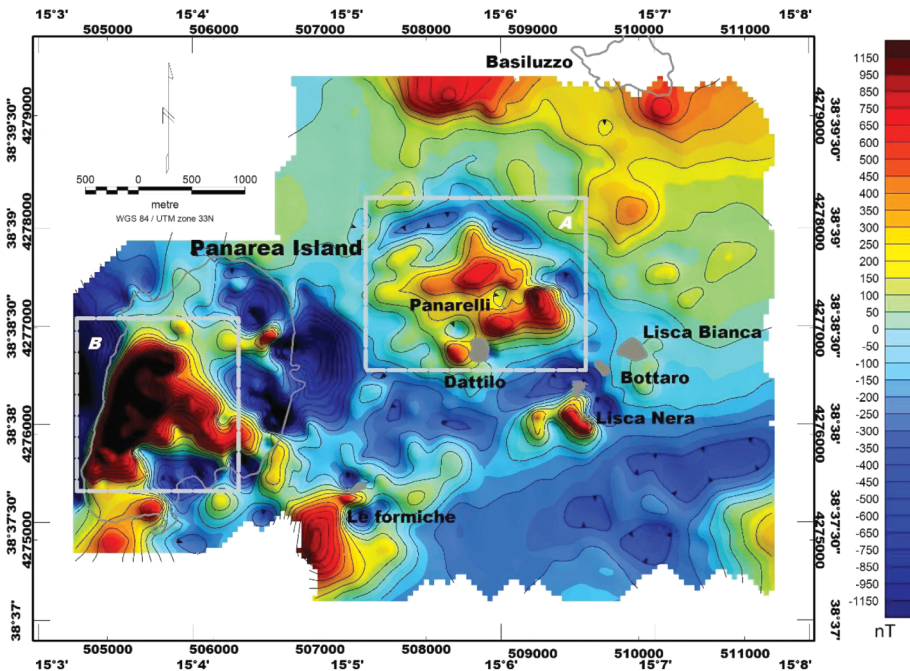 15°3' 15°4' 15°5' 15°6' 15°7' 15°8'
505000 506000 507000 508000 509000 510000 511000
Basiluzzo
38°39'30" 4279000
4279000 38°39'30"
500 0 500 1000
metre
WGS 84 / UTM zone 33N
38°39' 4278000
4278000 38°39'
A
Panarea Island
38°38'30" 4277000
4277000 38°38'30"
Panarelli
Lisca Bianca
B
Dattilo
Bottaro
38°38' 4276000
4276000 38°38'
Lisca Nera
Le formiche
38°37'30" 4275000
4275000 38°37'30"
38°37'
38°37'
505000 506000 507000 508000 509000 510000 511000
15°3' 15°4' 15°5' 15°6' 15°7' 15°8'
1150
950
850
750
650
600
500
450
400
350
300
250
200
150
100
50
0
-50
-100
-150
-200
-250
-300
-350
-400
-450
-500
-600
-650
-750
-850
-950
-1150
nT